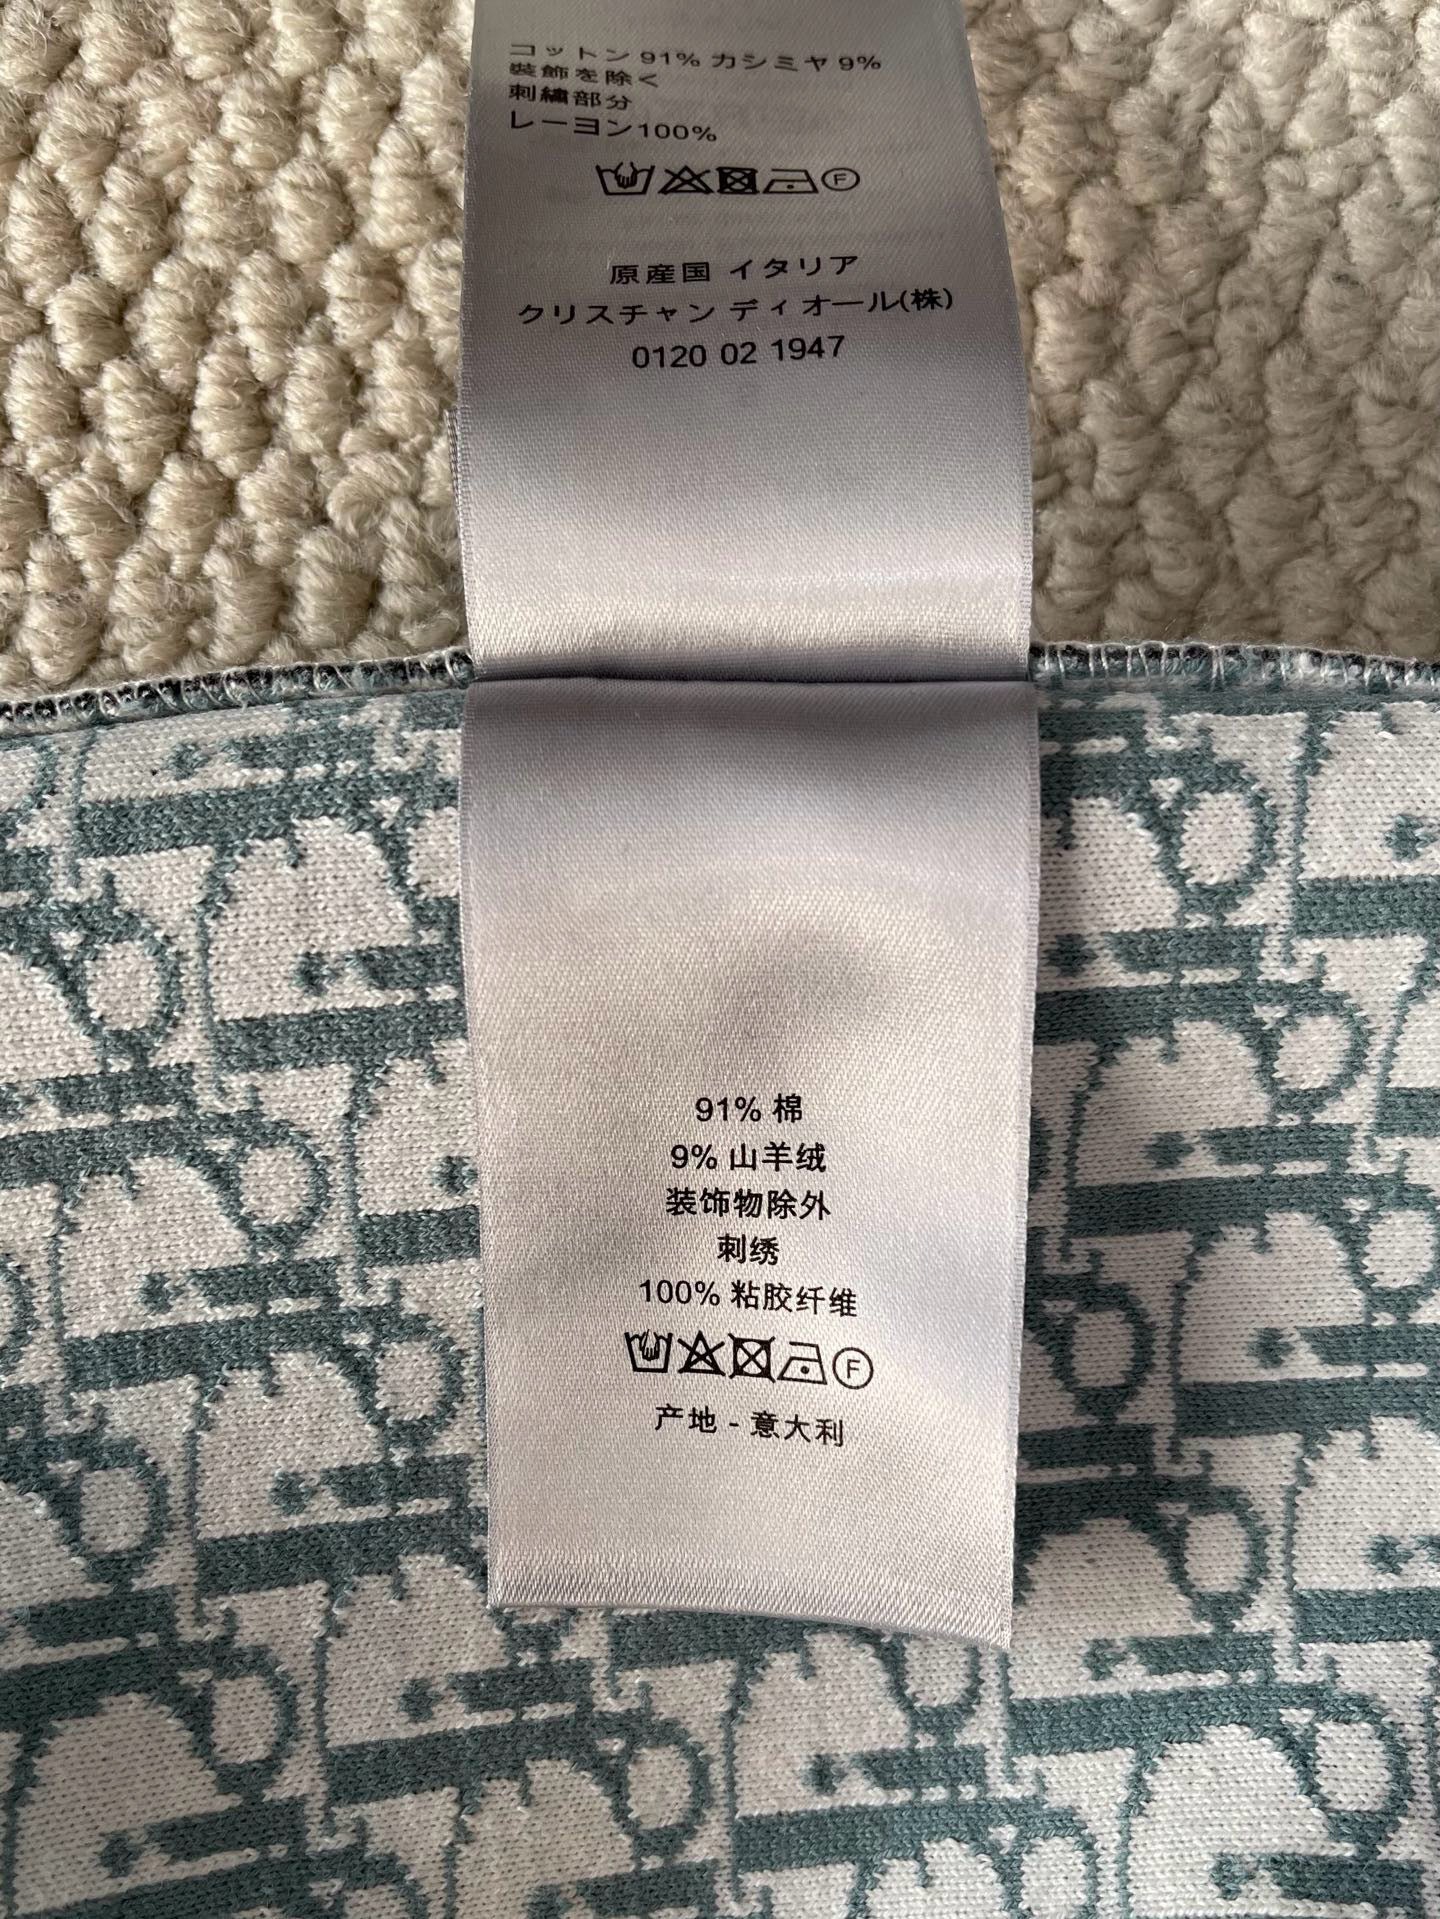 コットン 91% カシミヤ 9%
装飾を除く
刺繍部分
レーヨン100%
F
原産国 イタリア
クリスチャン ディオール(株)
0120 02 1947
91% 棉
9% 山羊绒
装饰物除外
刺绣
100% 粘胶纤维
F
产地 - 意大利